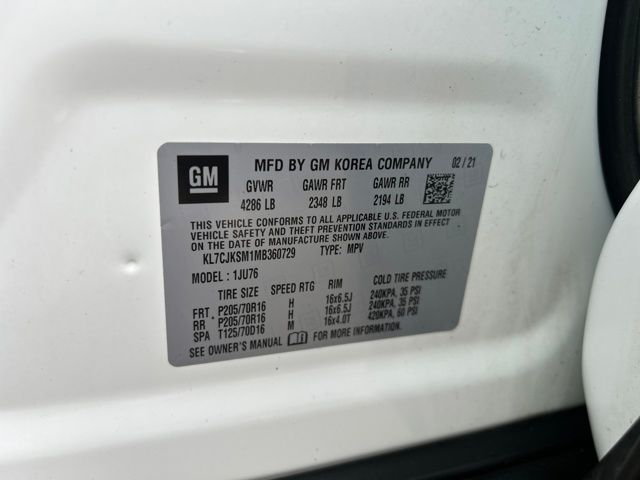 GM
MFD BY GM KOREA COMPANY 02/21
GVWR GAWR FRT GAWR RR
4286 LB 2348 LB 2194 LB
THIS VEHICLE CONFORMS TO ALL APPLICABLE U.S. FEDERAL MOTOR
VEHICLE SAFETY AND THEFT PREVENTION STANDARDS IN EFFECT
ON THE DATE OF MANUFACTURE SHOWN ABOVE.
KL7CJKSM1MB360729 TYPE: MPV
MODEL : 1JU76
TIRE SIZE SPEED RTG RIM COLD TIRE PRESSURE
FRT. P205/70R16 H 16x6.5J 240KPA, 35 PSI
RR P205/70R16 H 16x6.5J 240KPA, 35 PSI
SPA T125/70D16 M 16x4.0T 420KPA, 60 PSI
SEE OWNER'S MANUAL FOR MORE INFORMATION.